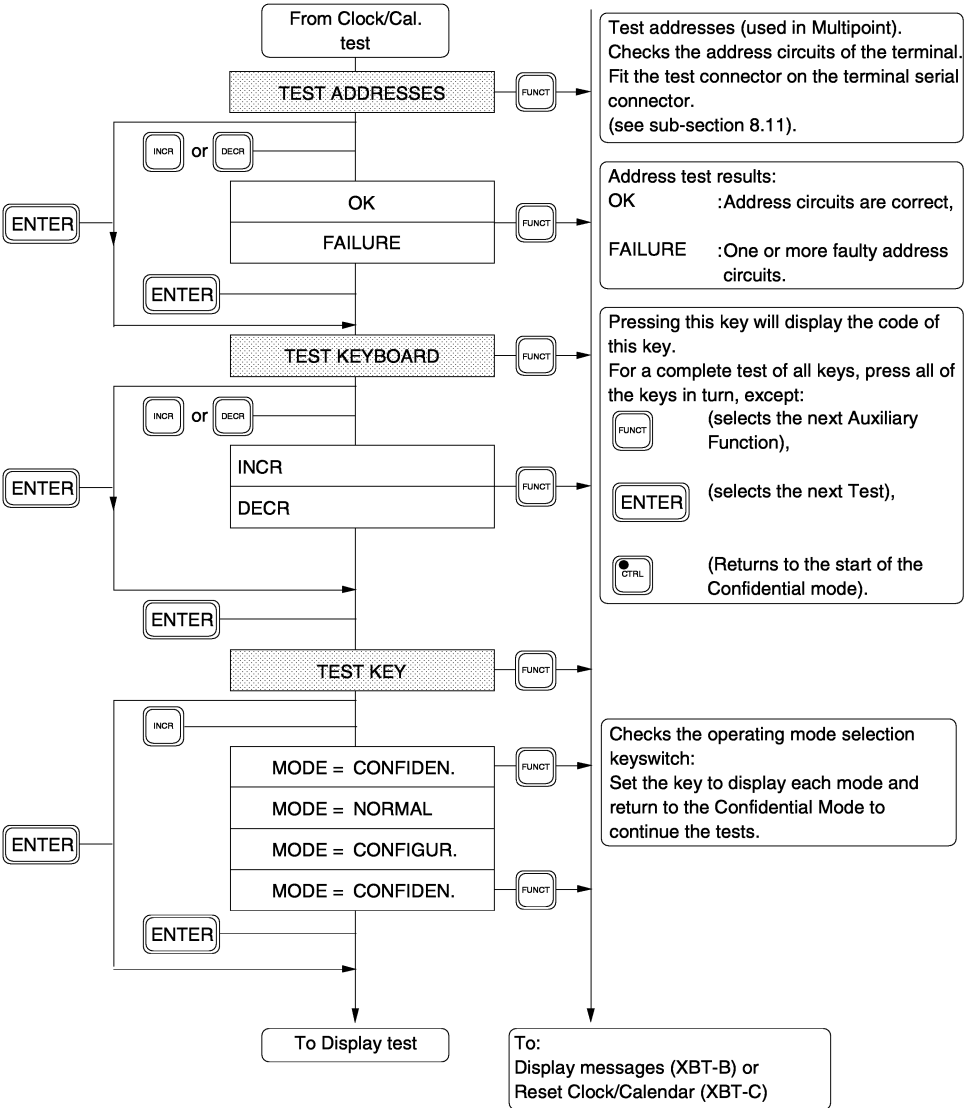 From Clock/Cal.
test
TEST ADDRESSES
FUNCT
Test addresses (used in Multipoint).
Checks the address circuits of the terminal.
Fit the test connector on the terminal serial
connector.
(see sub-section 8.11).
INCR or DECR
ENTER
OK
FAILURE
FUNCT
Address test results:
OK :Address circuits are correct,
FAILURE :One or more faulty address
circuits.
ENTER
TEST KEYBOARD
FUNCT
Pressing this key will display the code of
this key.
For a complete test of all keys, press all of
the keys in turn, except:
FUNCT (selects the next Auxiliary
Function),
ENTER (selects the next Test),
CTRL (Returns to the start of the
Confidential mode).
INCR or DECR
ENTER
INCR
DECR
FUNCT
ENTER
TEST KEY
FUNCT
INCR
ENTER
MODE = CONFIDEN.
FUNCT
MODE = NORMAL
MODE = CONFIGUR.
MODE = CONFIDEN.
FUNCT
Checks the operating mode selection
keyswitch:
Set the key to display each mode and
return to the Confidential Mode to
continue the tests.
ENTER
To Display test
To:
Display messages (XBT-B) or
Reset Clock/Calendar (XBT-C)